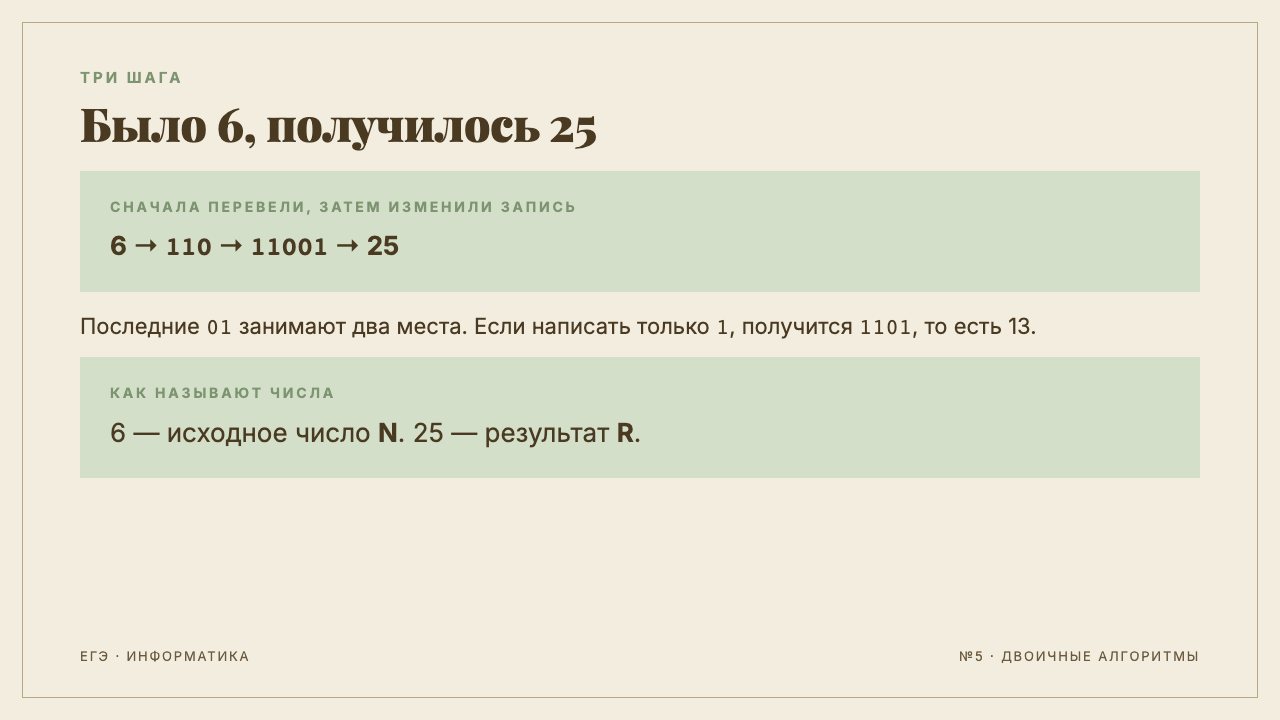 ТРИ ШАГА
Было 6, получилось 25
СНАЧАЛА ПЕРЕВЕЛИ, ЗАТЕМ ИЗМЕНИЛИ ЗАПИСЬ
6 → 110 → 11001 → 25
Последние 01 занимают два места. Если написать только 1, получится 1101, то есть 13.
КАК НАЗЫВАЮТ ЧИСЛА
6 — исходное число N. 25 — результат R.
ЕГЭ · ИНФОРМАТИКА
№5 · ДВОИЧНЫЕ АЛГОРИТМЫ